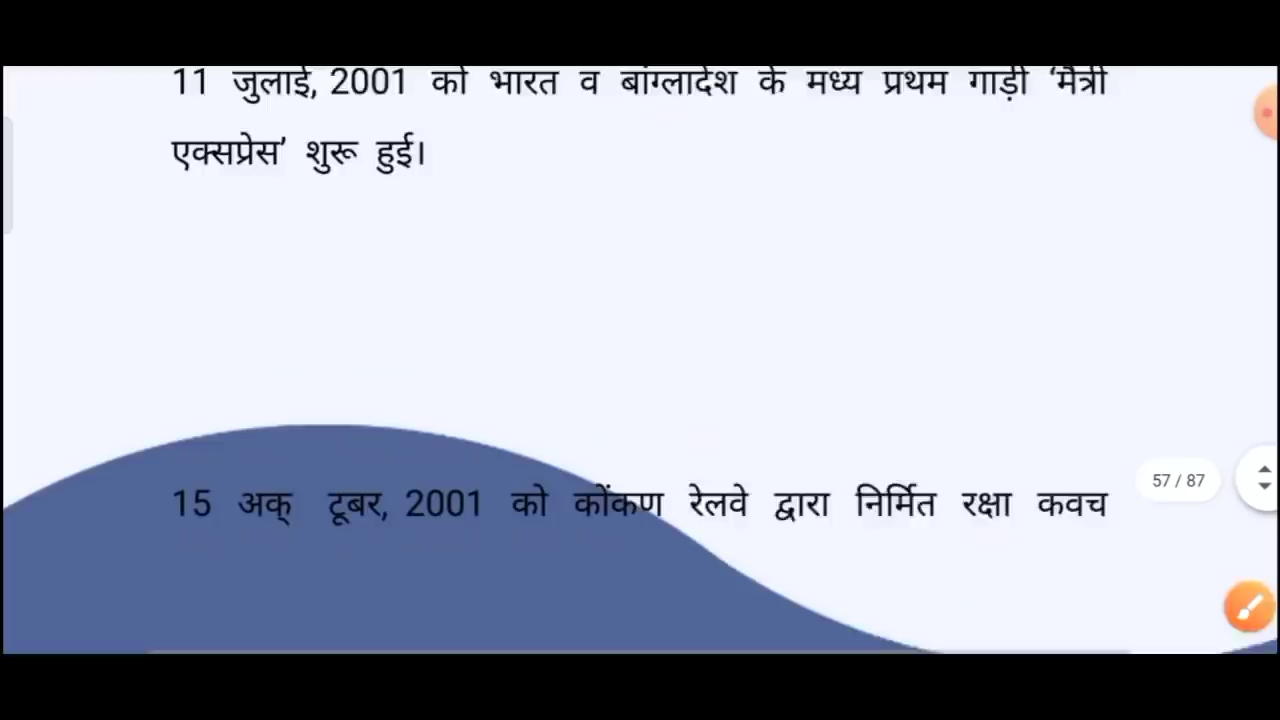 11 जुलाई, 2001 को भारत व बांग्लादेश के मध्य प्रथम गाड़ी ‘मैत्री
एक्सप्रेस’ शुरू हुई।
57 / 87
15 अक् टूबर, 2001 को कोंकण रेलवे द्वारा निर्मित रक्षा कवच